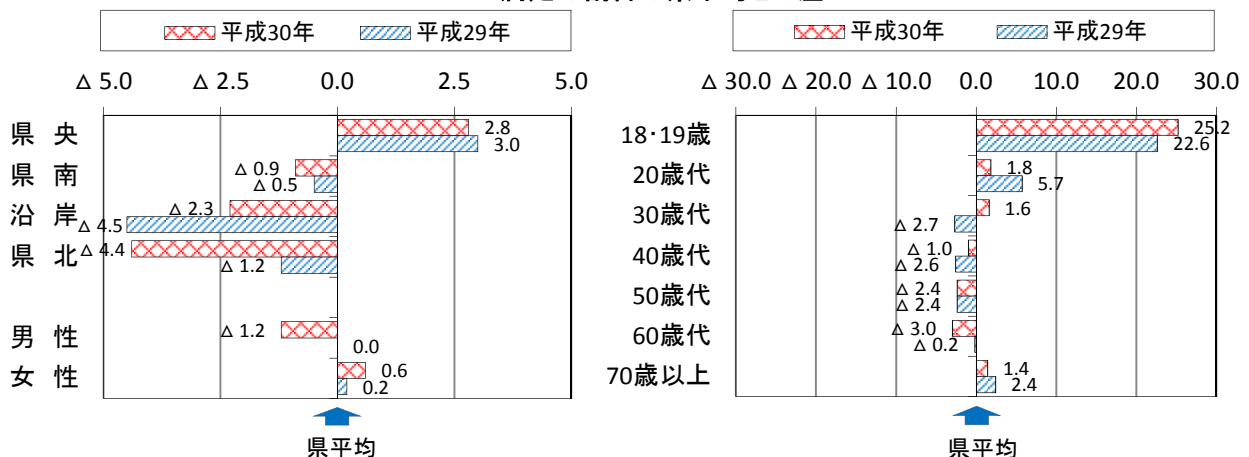 平成30年 平成29年
△ 5.0 △ 2.5 0.0 2.5 5.0
県 央 2.8
3.0
県 南 △ 0.9
△ 0.5
沿 岸 △ 2.3
△ 4.5
県 北 △ 4.4
△ 1.2
男 性 △ 1.2
0.0
女 性 0.6
0.2
県平均
平成30年 平成29年
△ 30.0 △ 20.0 △ 10.0 0.0 10.0 20.0 30.0
18・19歳 25.2
22.6
20歳代 1.8
5.7
30歳代 1.6
△ 2.7
40歳代 △ 1.0
△ 2.6
50歳代 △ 2.4
△ 2.4
60歳代 △ 3.0
△ 0.2
70歳以上 1.4
2.4
県平均